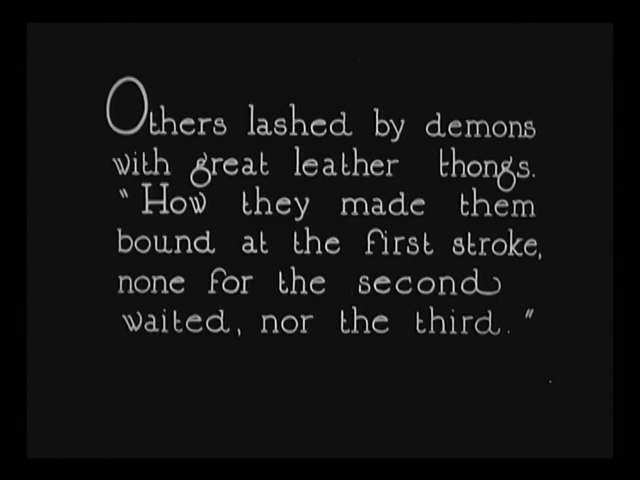 Others lashed by demons
with great leather thongs.
"How they made them
bound at the first stroke,
none for the second
waited, nor the third."